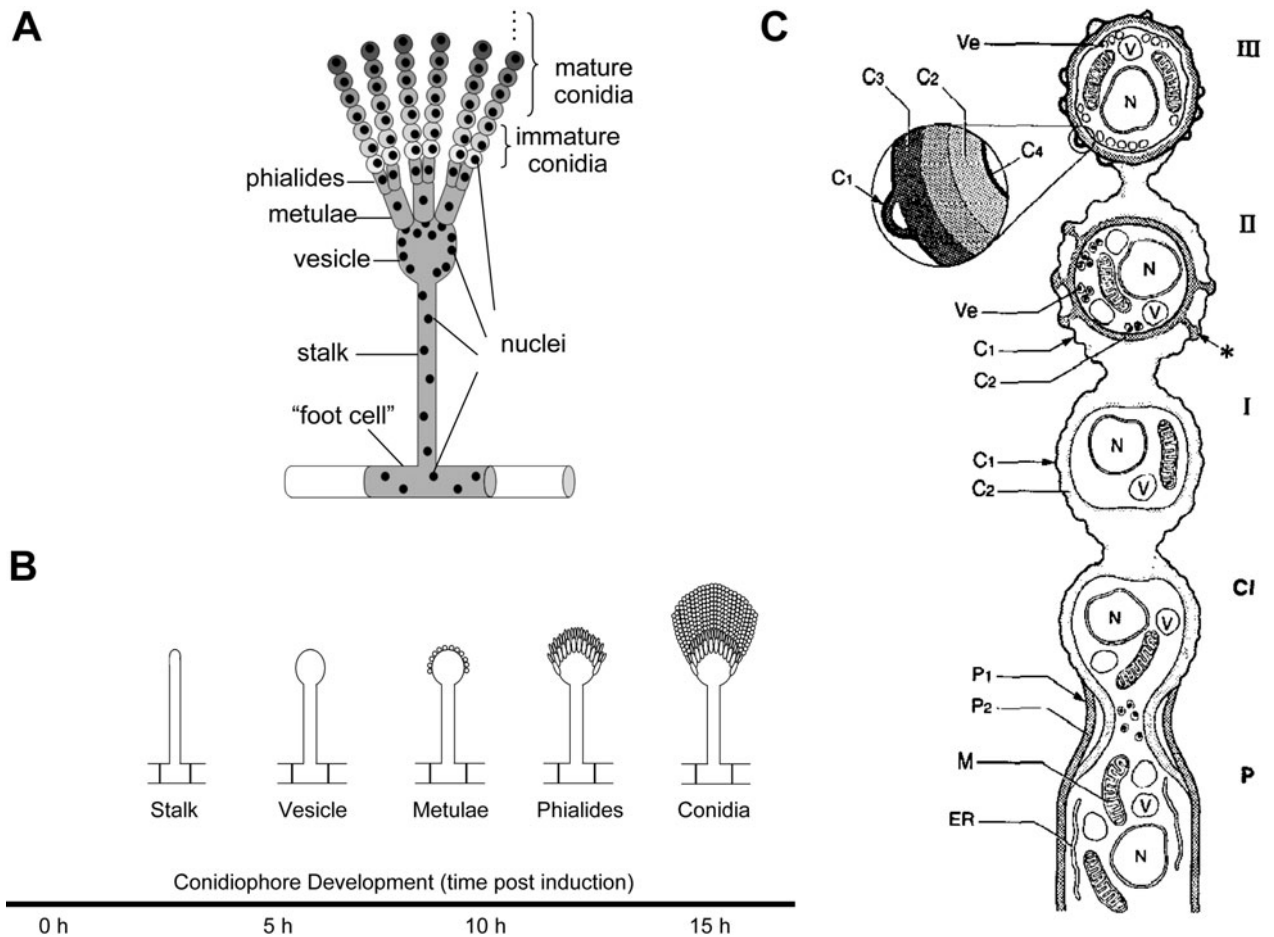 A
mature
conidia
immature
conidia
phialides
metulae
vesicle
nuclei
stalk
"foot cell"
B
Stalk
Vesicle
Metulae
Phialides
Conidia
Conidiophore Development (time post induction)
0 h
5 h
10 h
15 h
C
Ve
V
III
C3
C2
N
C4
C1
II
N
Ve
V
C1
*
C2
I
N
C1
C2
V
CI
N
V
P1
P2
M
P
V
ER
N